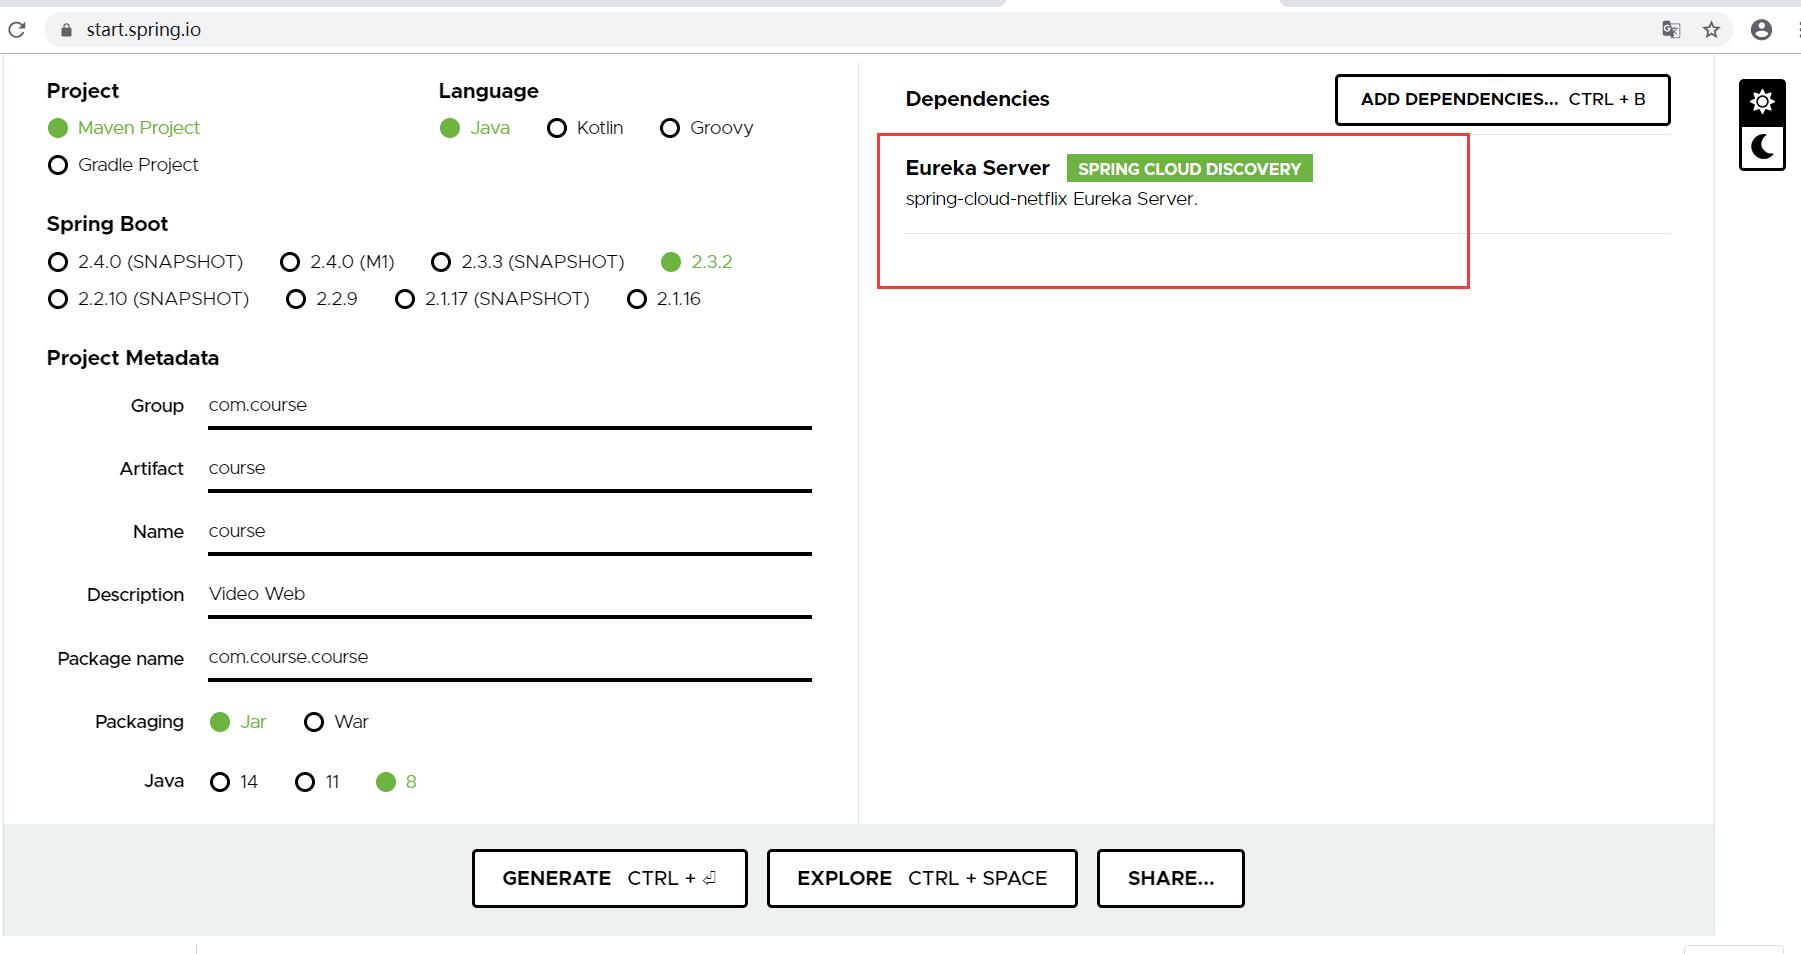 start.spring.io
Project
Maven Project
Gradle Project
Language
Java Kotlin Groovy
Spring Boot
2.4.0 (SNAPSHOT) 2.4.0 (M1) 2.3.3 (SNAPSHOT) 2.3.2
2.2.10 (SNAPSHOT) 2.2.9 2.1.17 (SNAPSHOT) 2.1.16
Project Metadata
Group com.course
Artifact course
Name course
Description Video Web
Package name com.course.course
Packaging Jar War
Java 14 11 8
Dependencies ADD DEPENDENCIES... CTRL + B
Eureka Server SPRING CLOUD DISCOVERY
spring-cloud-netflix Eureka Server.
GENERATE CTRL + ⏎ EXPLORE CTRL + SPACE SHARE...